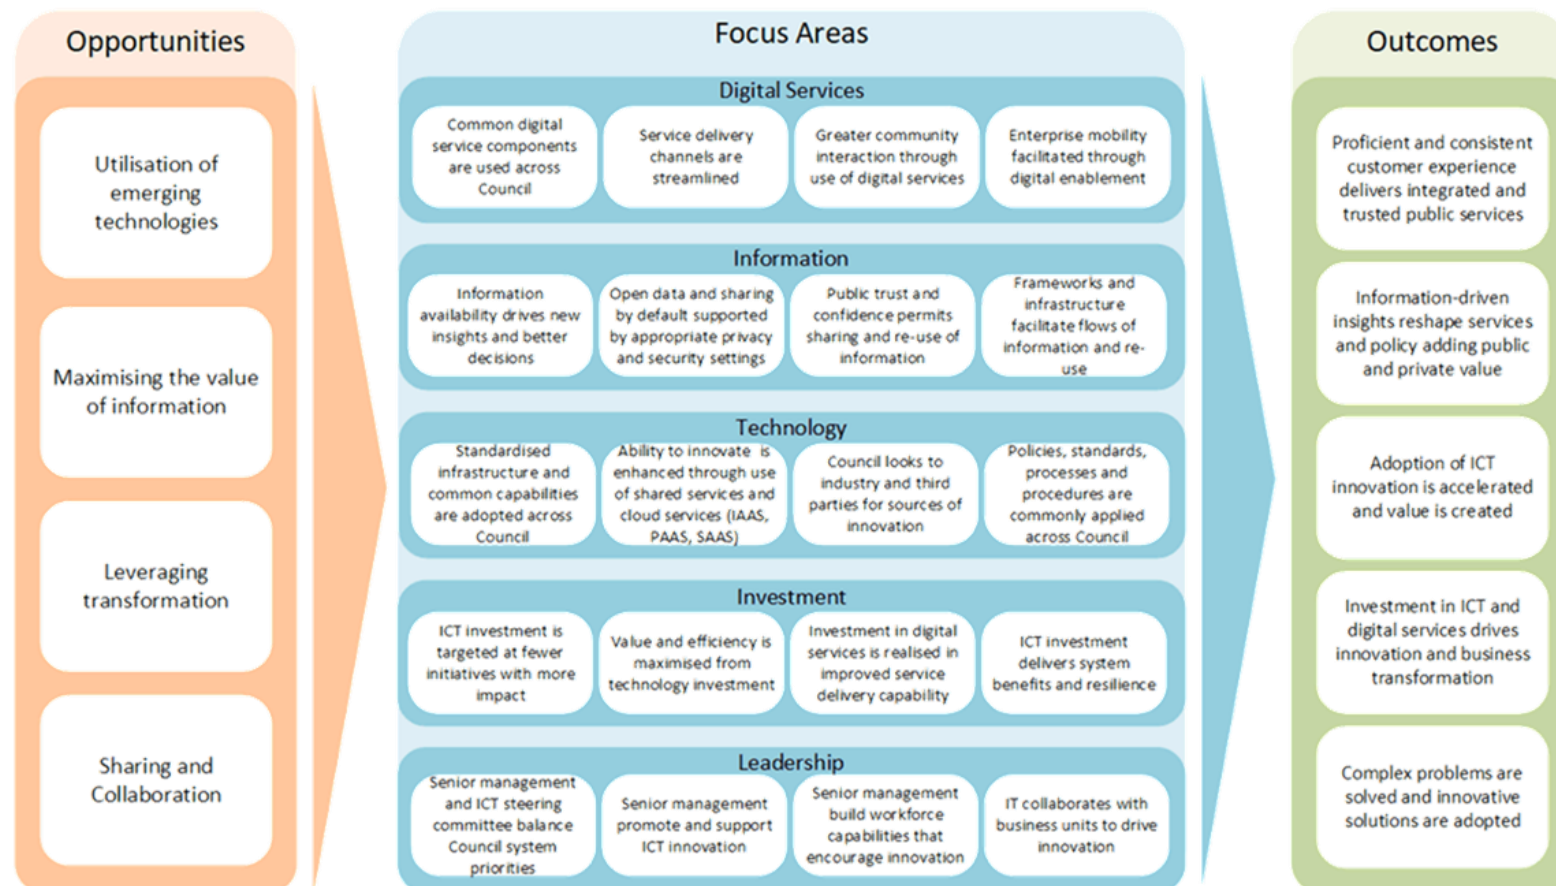 Opportunities
Utilisation of
emerging
technologies
Maximising the value
of information
Leveraging
transformation
Sharing and
Collaboration
Focus Areas
Digital Services
Common digital
service components
are used across
Council
Service delivery
channels are
streamlined
Greater community
interaction through
use of digital services
Enterprise mobility
facilitated through
digital enablement
Information
Information
availability drives new
insights and better
decisions
Open data and sharing
by default supported
by appropriate privacy
and security settings
Public trust and
confidence permits
sharing and re-use of
information
Frameworks and
infrastructure
facilitate flows of
information and re-
use
Technology
Standardised
infrastructure and
common capabilities
are adopted across
Council
Ability to innovate is
enhanced through use
of shared services and
cloud services (IAAS,
PAAS, SAAS)
Council looks to
industry and third
parties for sources of
innovation
Policies, standards,
processes and
procedures are
commonly applied
across Council
Investment
ICT investment is
targeted at fewer
initiatives with more
impact
Value and efficiency is
maximised from
technology investment
Investment in digital
services is realised in
improved service
delivery capability
ICT investment
delivers system
benefits and resilience
Leadership
Senior management
and ICT steering
committee balance
Council system
priorities
Senior management
promote and support
ICT innovation
Senior management
build workforce
capabilities that
encourage innovation
IT collaborates with
business units to drive
innovation
Outcomes
Proficient and consistent
customer experience
delivers integrated and
trusted public services
Information-driven
insights reshape services
and policy adding public
and private value
Adoption of ICT
innovation is accelerated
and value is created
Investment in ICT and
digital services drives
innovation and business
transformation
Complex problems are
solved and innovative
solutions are adopted